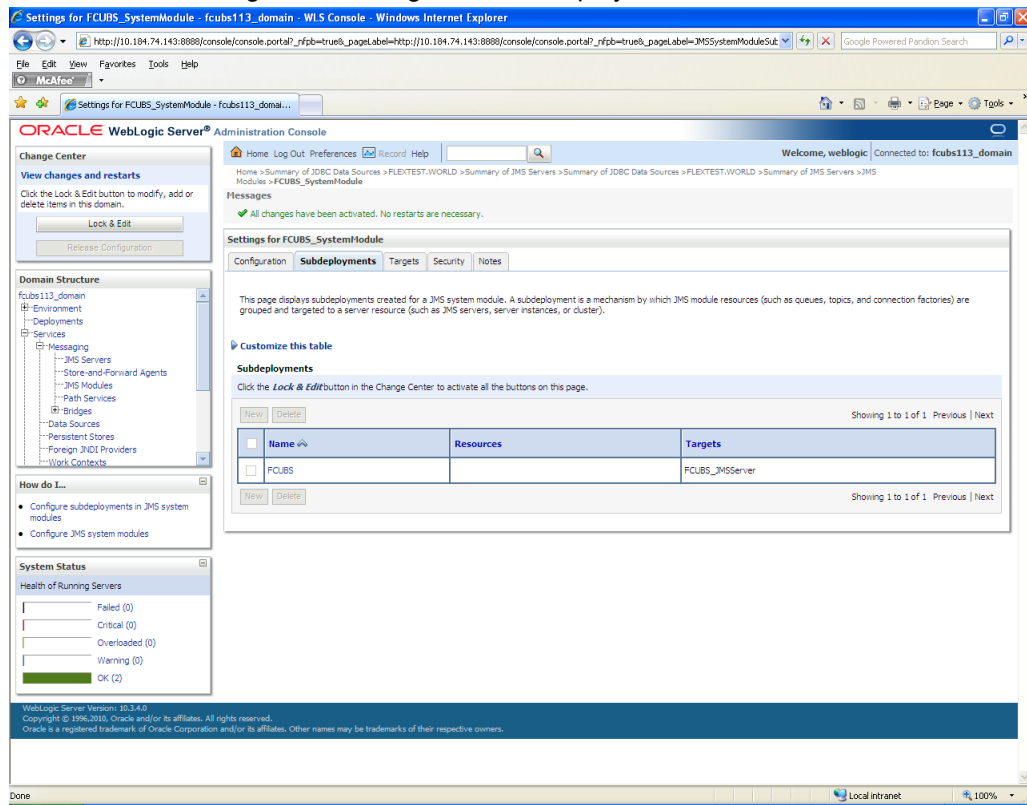 Settings for FCUBS_SystemModule - fcubs113_domain - WLS Console - Windows Internet Explorer
http://10.184.74.143:8888/console/console.portal?_nfpb=true&_pageLabel=http://10.184.74.143:8888/console/console.portal?_nfpb=true&_pageLabel=JMSSystemModuleSub
Google Powered Pandion Search
File Edit View Favorites Tools Help
McAfee
Settings for FCUBS_SystemModule - fcubs113_domai...
Page Tools
ORACLE WebLogic Server® Administration Console
Change Center
View changes and restarts
Click the Lock & Edit button to modify, add or
delete items in this domain.
Lock & Edit
Release Configuration
Domain Structure
fcubs113_domain
Environment
Deployments
Services
Messaging
JMS Servers
Store-and-Forward Agents
JMS Modules
Path Services
Bridges
Data Sources
Persistent Stores
Foreign JNDI Providers
Work Contexts
How do I...
Configure subdeployments in JMS system
modules
Configure JMS system modules
System Status
Health of Running Servers
Failed (0)
Critical (0)
Overloaded (0)
Warning (0)
OK (2)
Home Log Out Preferences Record Help
Welcome, weblogic Connected to: fcubs113_domain
Home >Summary of JDBC Data Sources >FLEXTEST.WORLD >Summary of JMS Servers >Summary of JDBC Data Sources >FLEXTEST.WORLD >Summary of JMS Servers >JMS
Modules >FCUBS_SystemModule
Messages
All changes have been activated. No restarts are necessary.
Settings for FCUBS_SystemModule
Configuration Subdeployments Targets Security Notes
This page displays subdeployments created for a JMS system module. A subdeployment is a mechanism by which JMS module resources (such as queues, topics, and connection factories) are
grouped and targeted to a server resource (such as JMS servers, server instances, or cluster).
Customize this table
Subdeployments
Click the Lock & Edit button in the Change Center to activate all the buttons on this page.
New Delete Showing 1 to 1 of 1 Previous | Next
Name Resources Targets
FCUBS FCUBS_JMSServer
New Delete Showing 1 to 1 of 1 Previous | Next
WebLogic Server Version: 10.3.4.0
Copyright © 1996,2010, Oracle and/or its affiliates. All rights reserved.
Oracle is a registered trademark of Oracle Corporation and/or its affiliates. Other names may be trademarks of their respective owners.
Done Local intranet 100%